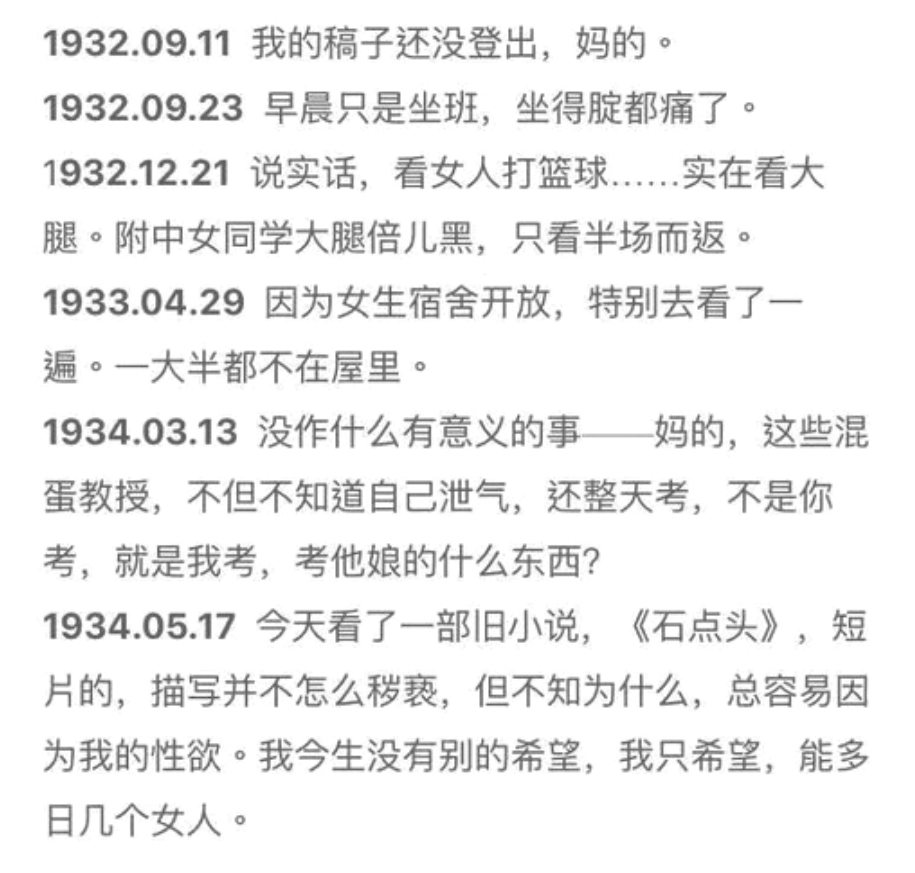 1932.09.11 我的稿子还没登出，妈的。
1932.09.23 早晨只是坐班，坐得腚都痛了。
1932.12.21 说实话，看女人打篮球……实在看大
腿。附中女同学大腿倍儿黑，只看半场而返。
1933.04.29 因为女生宿舍开放，特别去看了一
遍。一大半都不在屋里。
1934.03.13 没作什么有意义的事——妈的，这些混
蛋教授，不但不知道自己泄气，还整天考，不是你
考，就是我考，考他娘的什么东西？
1934.05.17 今天看了一部旧小说，《石点头》，短
片的，描写并不怎么秽亵，但不知为什么，总容易因
为我的性欲。我今生没有别的希望，我只希望，能多
日几个女人。